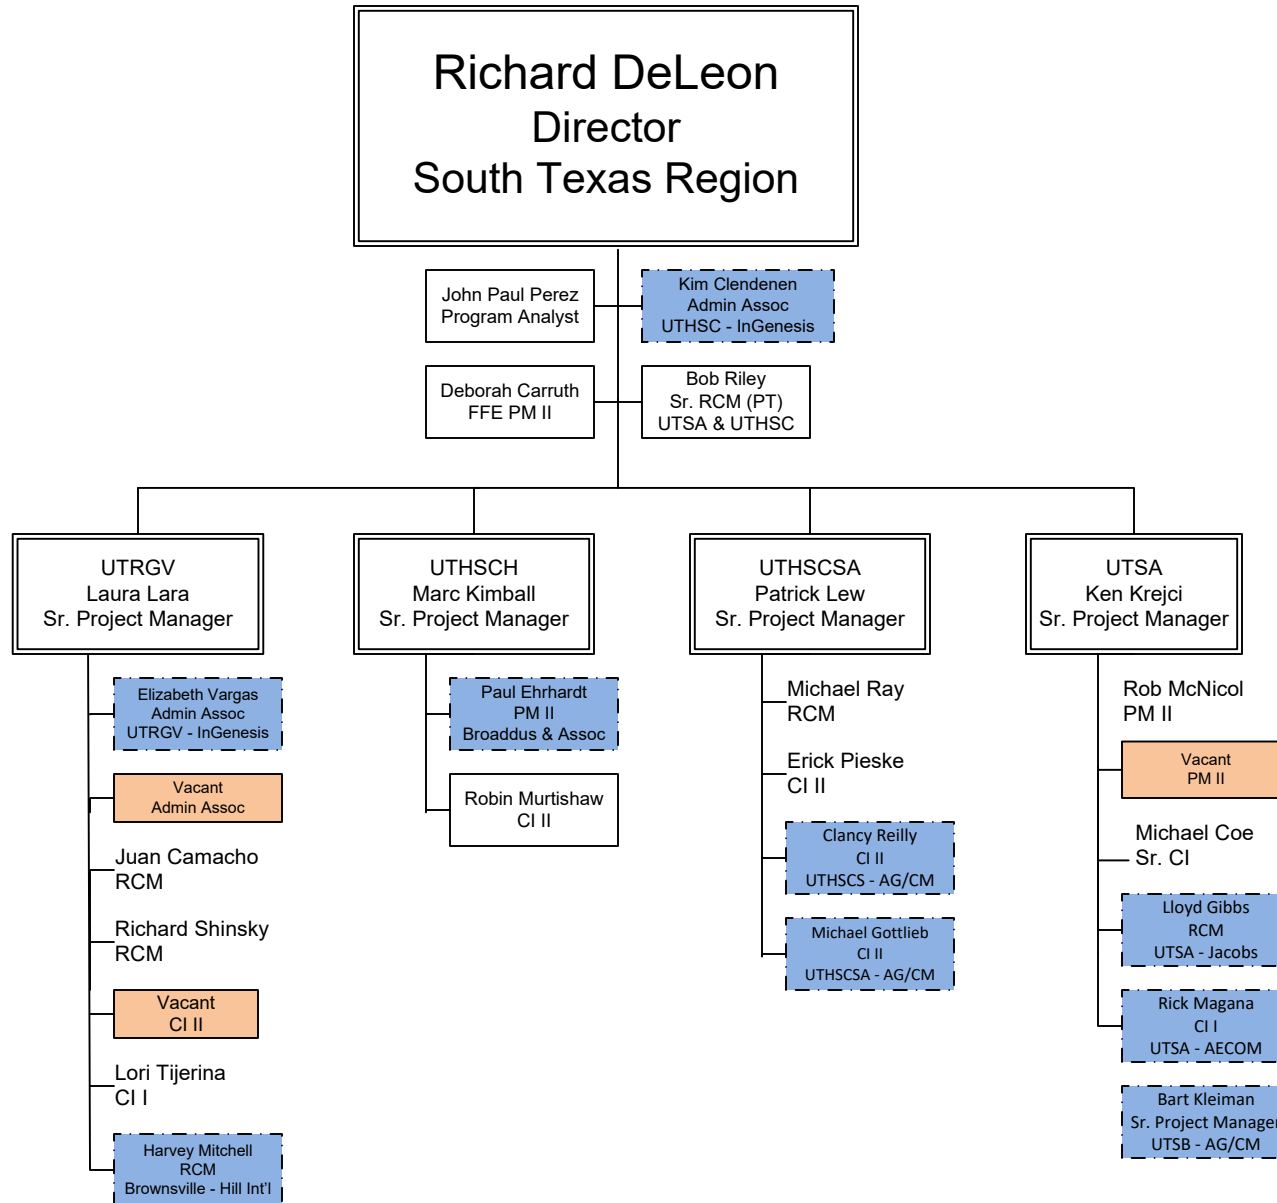 Richard DeLeon
Director
South Texas Region
John Paul Perez
Program Analyst
Kim Clendenen
Admin Assoc
UTHSC - InGenesis
Deborah Carruth
FFE PM II
Bob Riley
Sr. RCM (PT)
UTSA & UTHSC
UTRGV
Laura Lara
Sr. Project Manager
Elizabeth Vargas
Admin Assoc
UTRGV - InGenesis
Vacant
Admin Assoc
Juan Camacho
RCM
Richard Shinsky
RCM
Vacant
CI II
Lori Tijerina
CI I
Harvey Mitchell
RCM
Brownsville - Hill Int'l
UTHSCH
Marc Kimball
Sr. Project Manager
Paul Ehrhardt
PM II
Broaddus & Assoc
Robin Murtishaw
CI II
UTHSCSA
Patrick Lew
Sr. Project Manager
Michael Ray
RCM
Erick Pieske
CI II
Clancy Reilly
CI II
UTHSCS - AG/CM
Michael Gottlieb
CI II
UTHSCSA - AG/CM
UTSA
Ken Krejci
Sr. Project Manager
Rob McNicol
PM II
Vacant
PM II
Michael Coe
Sr. CI
Lloyd Gibbs
RCM
UTSA - Jacobs
Rick Magana
CI I
UTSA - AECOM
Bart Kleiman
Sr. Project Manager
UTSB - AG/CM